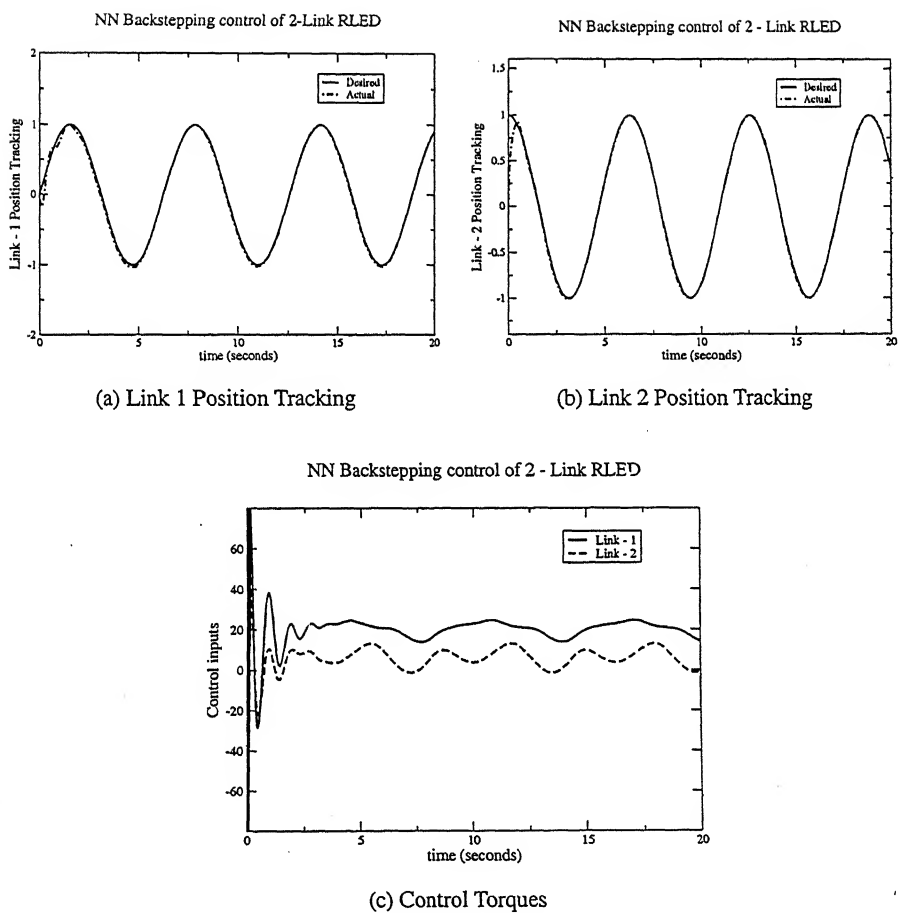 NN Backstepping control of 2-Link RLED
2
1
0
-1
-2
Link - 1 Position Tracking
Desired
Actual
0
5
10
15
20
time (seconds)
(a) Link 1 Position Tracking
NN Backstepping control of 2 - Link RLED
1.5
1
0.5
0
-0.5
-1
Link - 2 Position Tracking
Desired
Actual
0
5
10
15
20
time (seconds)
(b) Link 2 Position Tracking
NN Backstepping control of 2 - Link RLED
60
40
20
0
-20
-40
-60
Control inputs
Link - 1
Link - 2
0
5
10
15
20
time (seconds)
(c) Control Torques